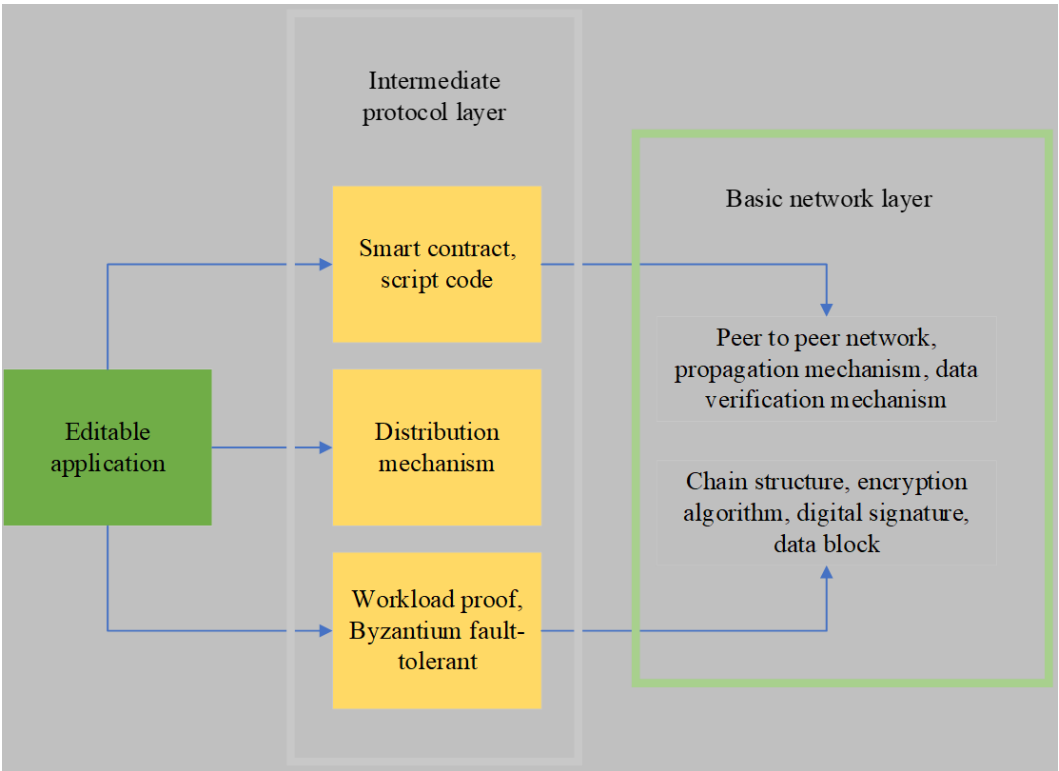 Intermediate
protocol layer
Basic network layer
Smart contract,
script code
Peer to peer network,
propagation mechanism, data
verification mechanism
Editable
application
Distribution
mechanism
Chain structure, encryption
algorithm, digital signature,
data block
Workload proof,
Byzantium fault-
tolerant